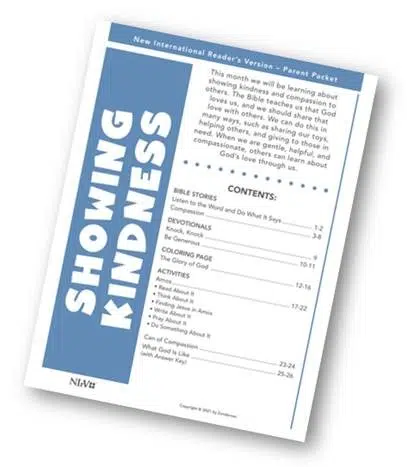 New International Reader's Version – Parent Packet
SHOWING
KINDNESS
This month we will be learning about
showing kindness and compassion to
others. The Bible teaches us that God
loves us, and we should share that
love with others. We can do this in
many ways, such as sharing our toys,
helping others, and giving to those in
need. When we are gentle, helpful, and
compassionate, others can learn about
God's love through us.
CONTENTS:
BIBLE STORIES
Listen to the Word and Do What It Says 1-2
Compassion 3-8
DEVOTIONALS
Knock, Knock 9
Be Generous 10-11
COLORING PAGE
The Glory of God 12-16
ACTIVITIES
Amos 17-22
• Read About It
• Think About It
• Finding Jesus in Amos
• Write About It
• Pray About It
• Do Something About It
Can of Compassion 23-24
What God Is Like 25-26
(with Answer Key)
NIrV
Copyright © 2021 by Zondervan